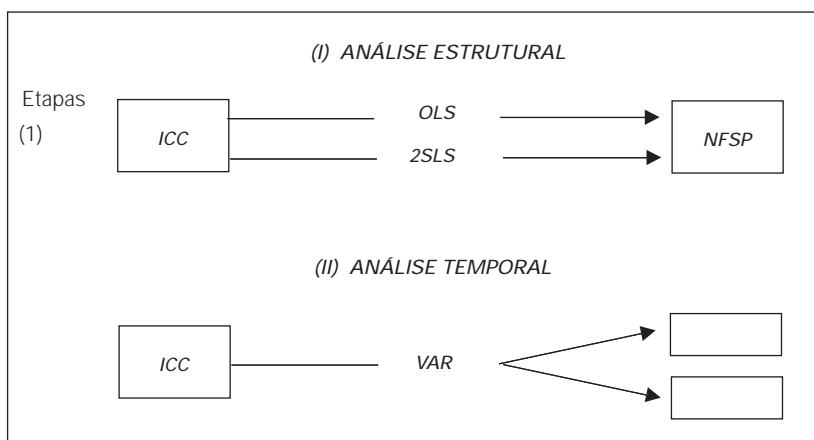 (I) ANÁLISE ESTRUTURAL
Etapas
(1)
ICC
OLS
2SLS
NFSP
(II) ANÁLISE TEMPORAL
ICC
VAR